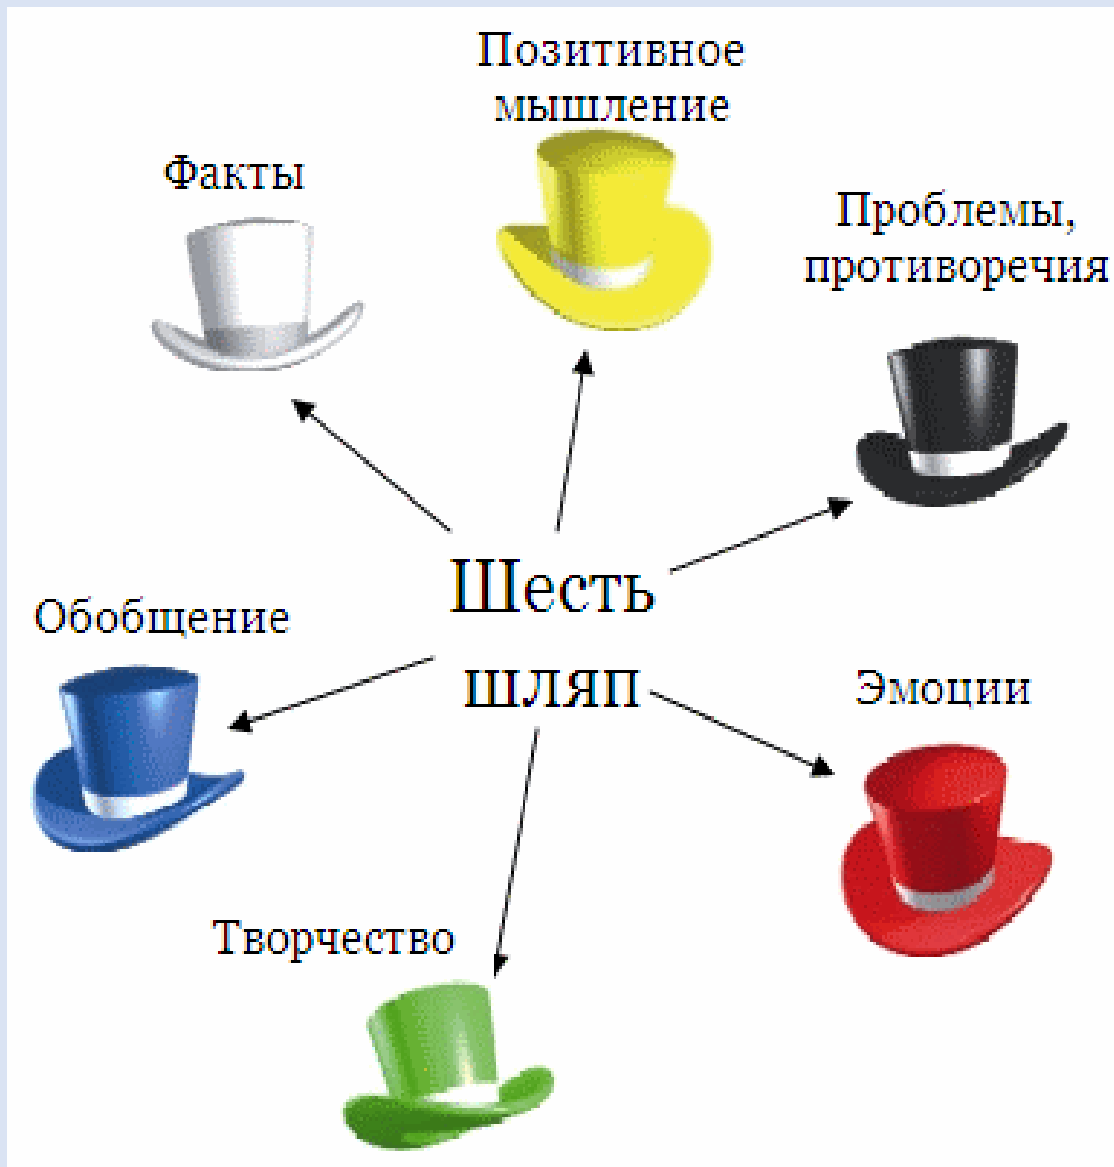 Позитивное
мышление
Факты
Проблемы,
противоречия
Шесть
шляп
Обобщение
Эмоции
Творчество